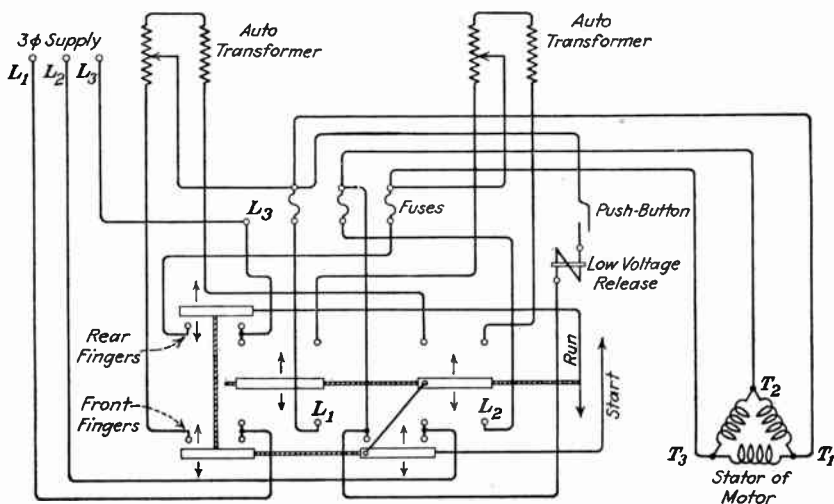 3φ Supply
L1
L2
L3
Auto
Transformer
Auto
Transformer
L3
Fuses
Push-Button
Low Voltage
Release
Rear
Fingers
Front
Fingers
L1
L2
Run
Start
T2
T3
T1
Stator of
Motor